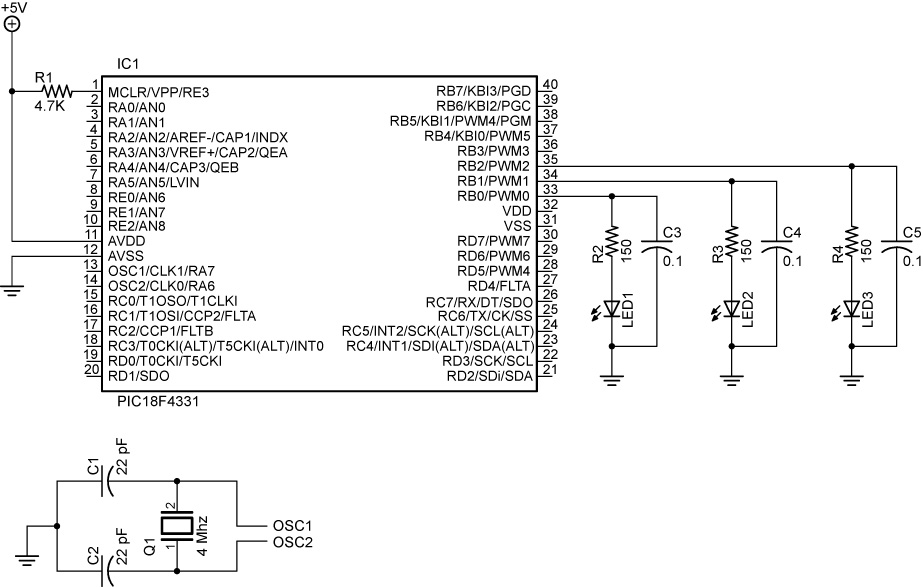 +5V
R1
4.7K
IC1
1 MCLR/VPP/RE3
2 RA0/AN0
3 RA1/AN1
4 RA2/AN2/AREF-/CAP1/INDX
5 RA3/AN3/VREF+/CAP2/QEA
6 RA4/AN4/CAP3/QEB
7 RA5/AN5/LVIN
8 RE0/AN6
9 RE1/AN7
10 RE2/AN8
11 AVDD
12 AVSS
13 OSC1/CLK1/RA7
14 OSC2/CLK0/RA6
15 RC0/T1OSO/T1CLKI
16 RC1/T1OSI/CCP2/FLTA
17 RC2/CCP1/FLTB
18 RC3/T0CKI(ALT)/T5CKI(ALT)/INT0
19 RD0/T0CKI/T5CKI
20 RD1/SDO
RB7/KBI3/PGD 40
RB6/KBI2/PGC 39
RB5/KBI1/PWM4/PGM 38
RB4/KBI0/PWM5 37
RB3/PWM3 36
RB2/PWM2 35
RB1/PWM1 34
RB0/PWM0 33
VDD 32
VSS 31
RD7/PWM7 30
RD6/PWM6 29
RD5/PWM4 28
RD4/FLTA 27
RC7/RX/DT/SDO 26
RC6/TX/CK/SS 25
RC5/INT2/SCK(ALT)/SCL(ALT) 24
RC4/INT1/SDI(ALT)/SDA(ALT) 23
RD3/SCK/SCL 22
RD2/SDi/SDA 21
PIC18F4331
R2
150
C3
0.1
LED1
R3
150
C4
0.1
LED2
R4
150
C5
0.1
LED3
C1
22 pF
C2
22 pF
Q1
2
1
4 Mhz
OSC1
OSC2